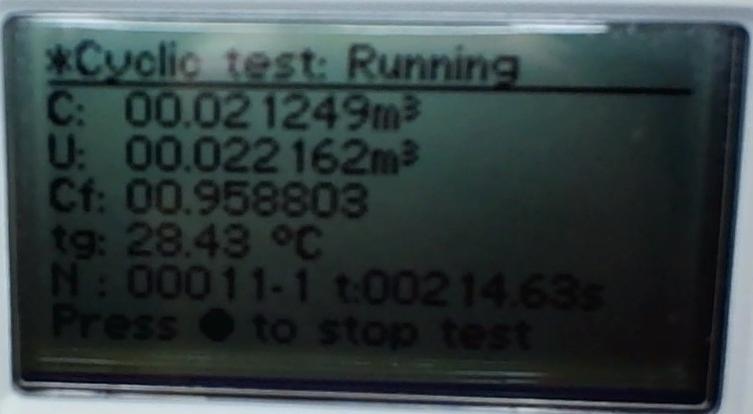 *Cyclic test: Running
C: 00.021249m³
U: 00.022162m³
Cf: 00.958803
tg: 28.43 °C
N : 00011-1 t:00214.63s
Press ● to stop test